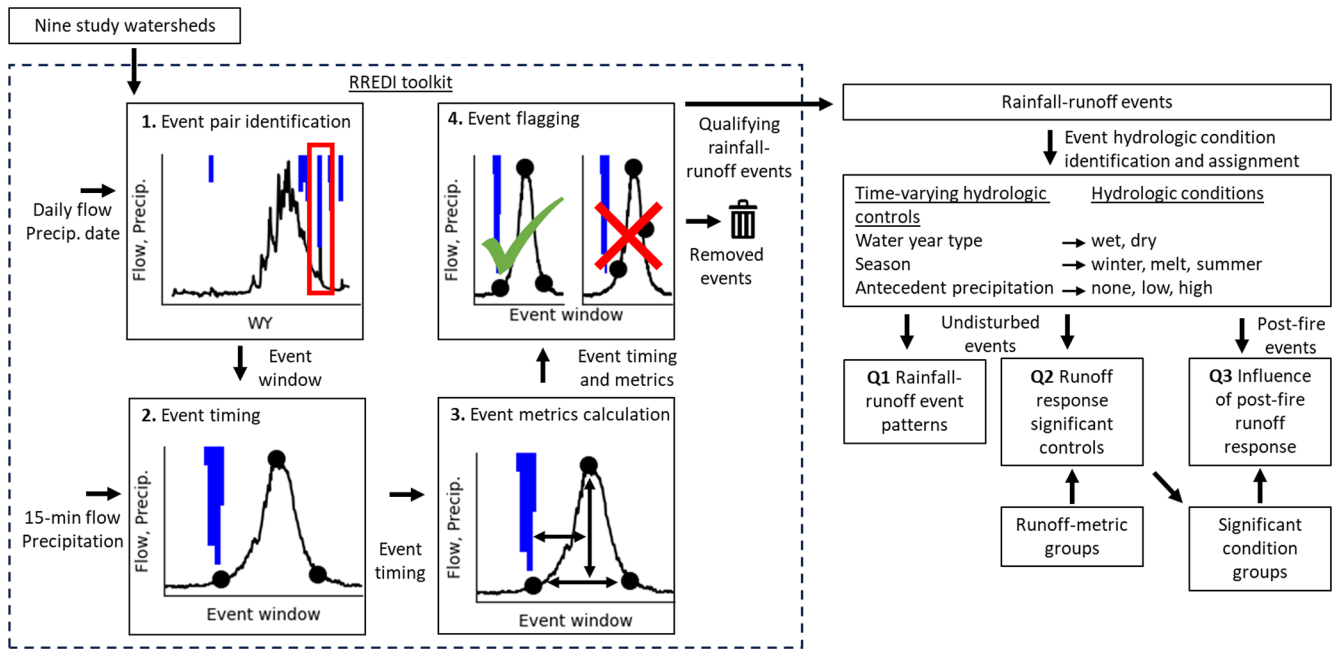 Nine study watersheds
RREDI toolkit
1. Event pair identification
Flow, Precip.
WY
Daily flow
Precip. date
Event
window
2. Event timing
Flow, Precip.
Event window
15-min flow
Precipitation
Event
timing
3. Event metrics calculation
Flow, Precip.
Event window
Event timing
and metrics
4. Event flagging
Flow, Precip.
Event window
Qualifying
rainfall-
runoff events
Removed
events
Rainfall-runoff events
Event hydrologic condition
identification and assignment
Time-varying hydrologic
controls
Hydrologic conditions
Water year type
wet, dry
Season
winter, melt, summer
Antecedent precipitation
none, low, high
Undisturbed
events
Post-fire
events
Q1 Rainfall-
runoff event
patterns
Q2 Runoff
response
significant
controls
Q3 Influence
of post-fire
runoff
response
Runoff-metric
groups
Significant
condition
groups